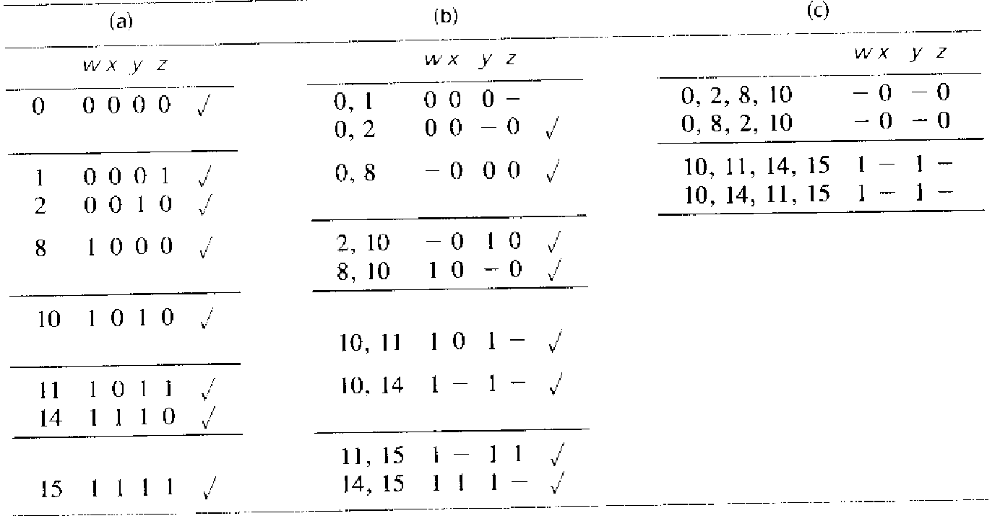 (a)
w x y z
0 0 0 0 0 √
1 0 0 0 1 √
2 0 0 1 0 √
8 1 0 0 0 √
10 1 0 1 0 √
11 1 0 1 1 √
14 1 1 1 0 √
15 1 1 1 1 √
(b)
w x y z
0, 1 0 0 0 –
0, 2 0 0 – 0 √
0, 8 – 0 0 0 √
2, 10 – 0 1 0 √
8, 10 1 0 – 0 √
10, 11 1 0 1 – √
10, 14 1 – 1 – √
11, 15 1 – 1 1 √
14, 15 1 1 1 – √
(c)
w x y z
0, 2, 8, 10 – 0 – 0
0, 8, 2, 10 – 0 – 0
10, 11, 14, 15 1 – 1 –
10, 14, 11, 15 1 – 1 –